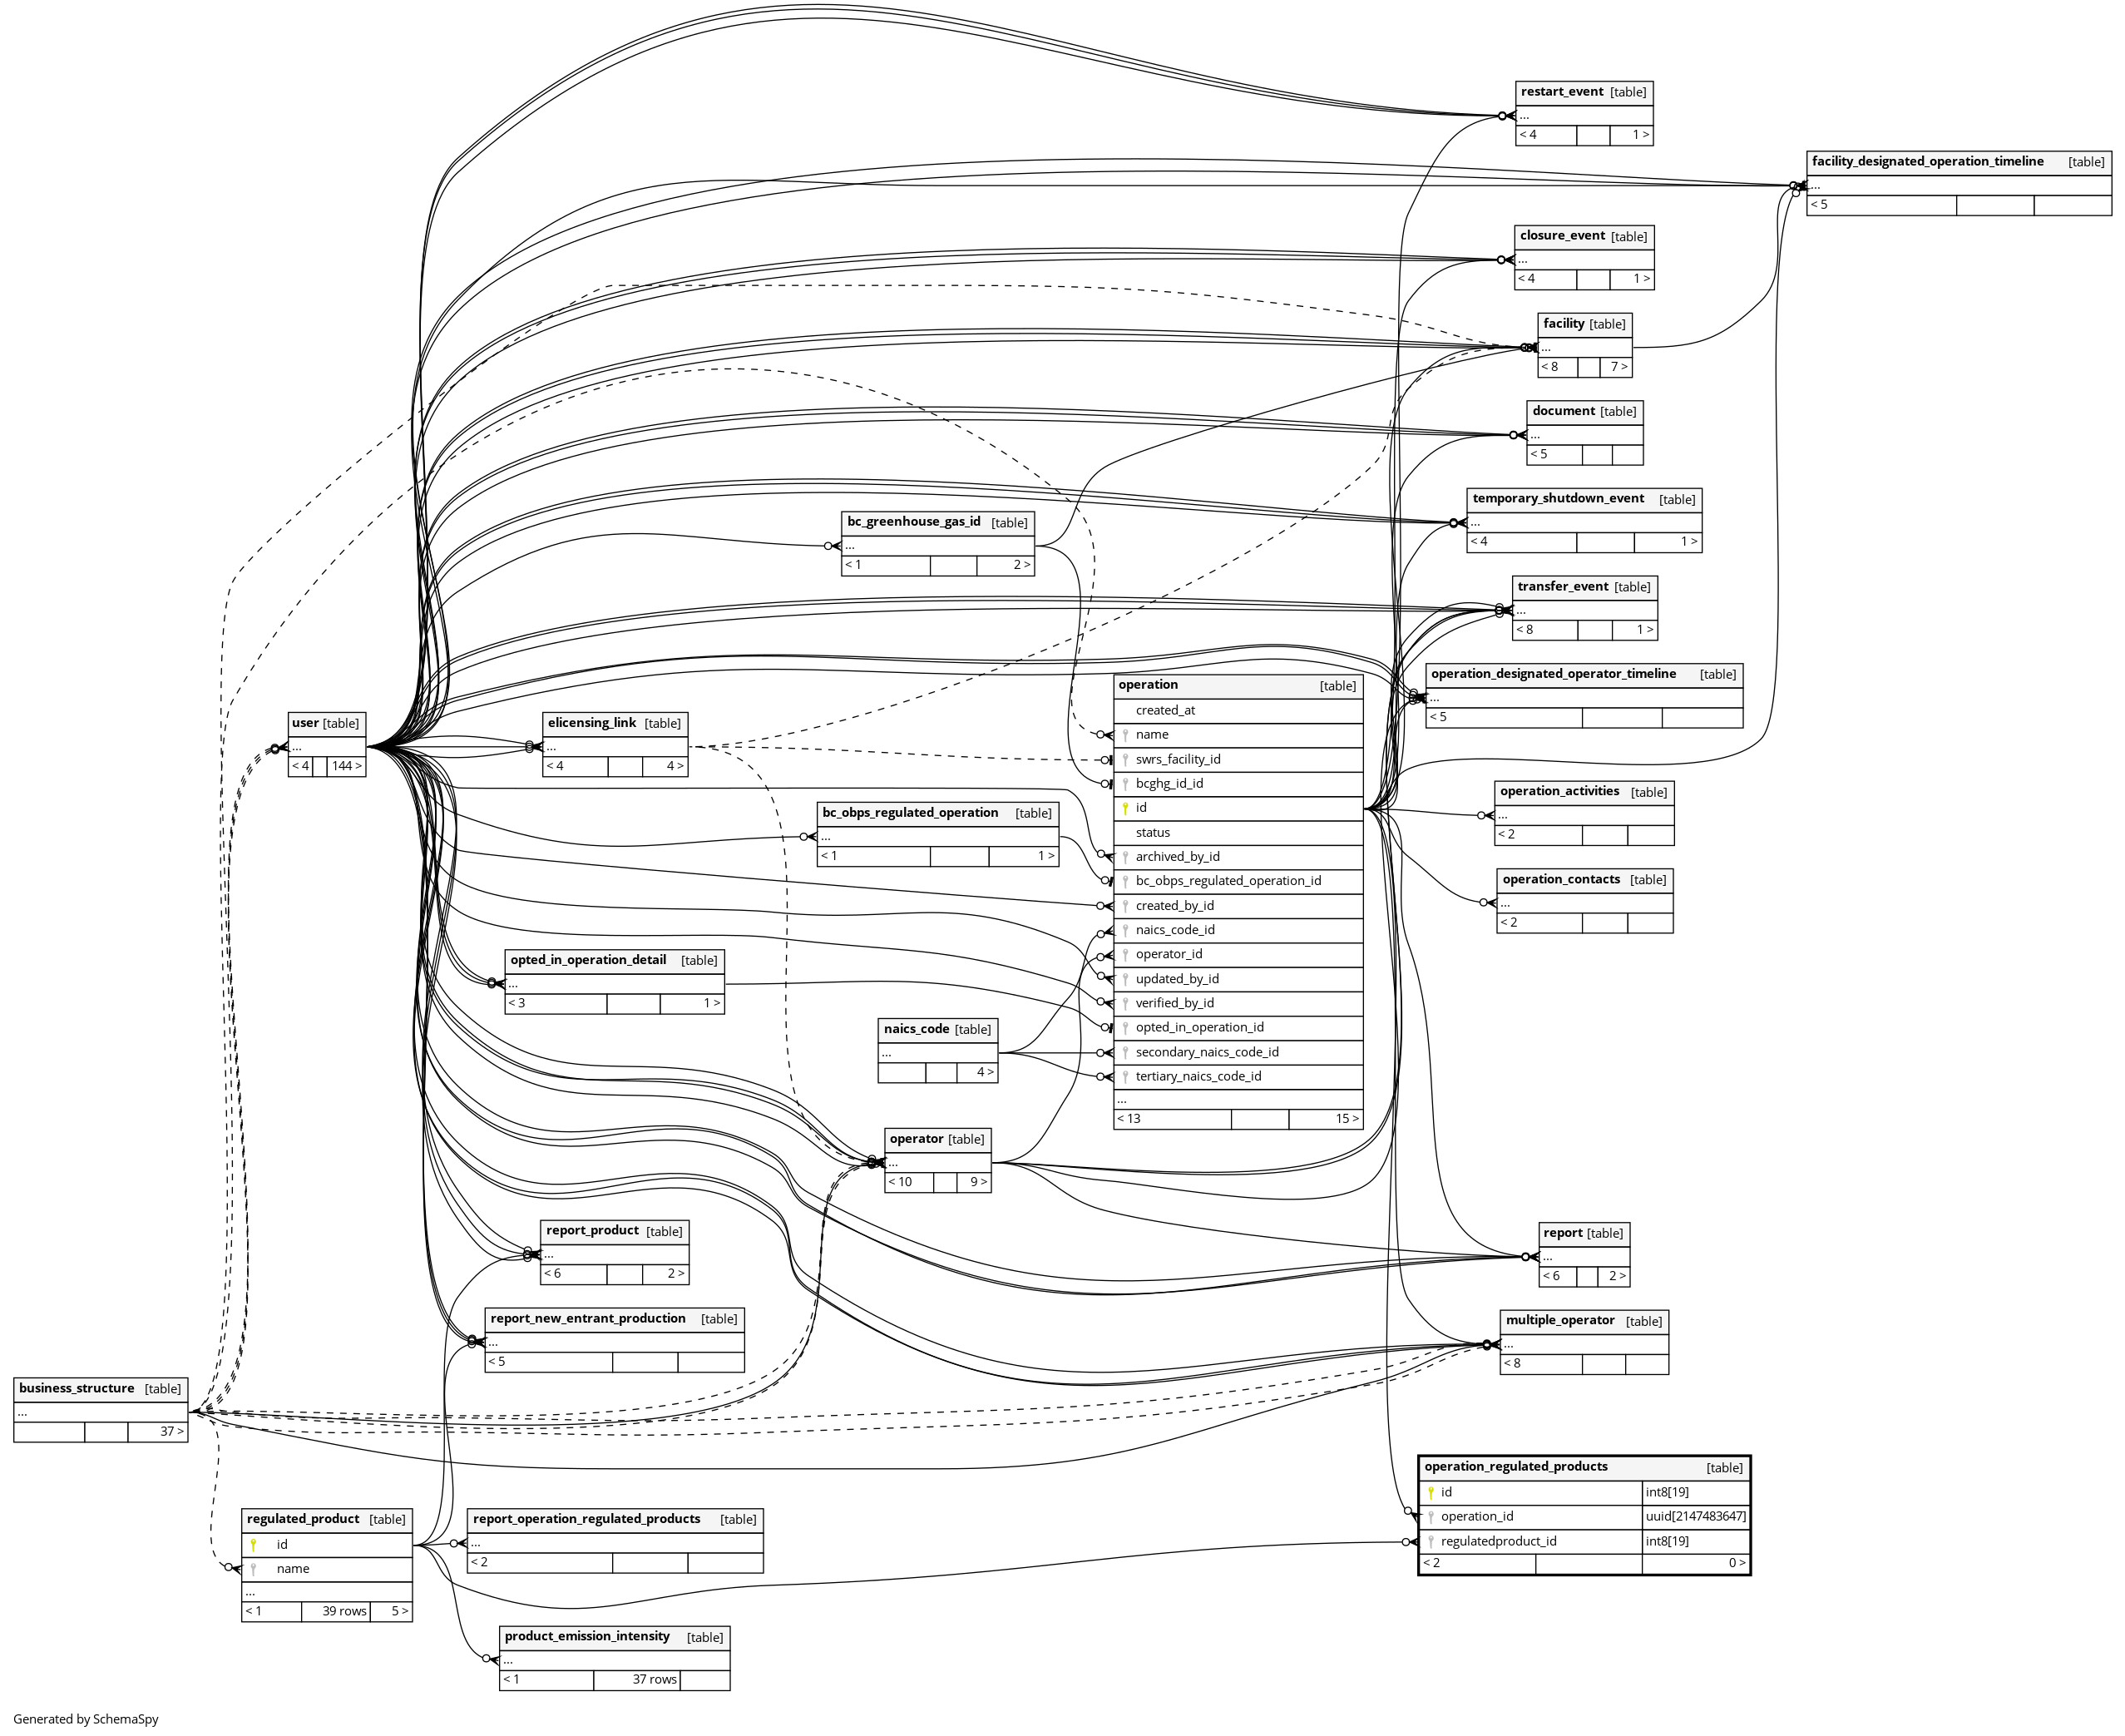 restart_event [table]
...
< 4 1 >
facility_designated_operation_timeline [table]
...
< 5
closure_event [table]
...
< 4 1 >
facility [table]
...
< 8 7 >
document [table]
...
< 5
temporary_shutdown_event [table]
...
< 4 1 >
bc_greenhouse_gas_id [table]
...
< 1 2 >
transfer_event [table]
...
< 8 1 >
operation_designated_operator_timeline [table]
...
< 5
user [table]
...
< 4 144 >
elicensing_link [table]
...
< 4 4 >
operation [table]
created_at
name
swrs_facility_id
bcghg_id_id
id
status
archived_by_id
bc_obps_regulated_operation_id
created_by_id
naics_code_id
operator_id
updated_by_id
verified_by_id
opted_in_operation_id
secondary_naics_code_id
tertiary_naics_code_id
...
< 13 15 >
bc_obps_regulated_operation [table]
...
< 1 1 >
operation_activities [table]
...
< 2
operation_contacts [table]
...
< 2
opted_in_operation_detail [table]
...
< 3 1 >
naics_code [table]
...
4 >
operator [table]
...
< 10 9 >
report_product [table]
...
< 6 2 >
report [table]
...
< 6 2 >
report_new_entrant_production [table]
...
< 5
multiple_operator [table]
...
< 8
business_structure [table]
...
37 >
operation_regulated_products [table]
id int8[19]
operation_id uuid[2147483647]
regulatedproduct_id int8[19]
< 2 0 >
regulated_product [table]
id
name
...
< 1 39 rows 5 >
report_operation_regulated_products [table]
...
< 2
product_emission_intensity [table]
...
< 1 37 rows
Generated by SchemaSpy